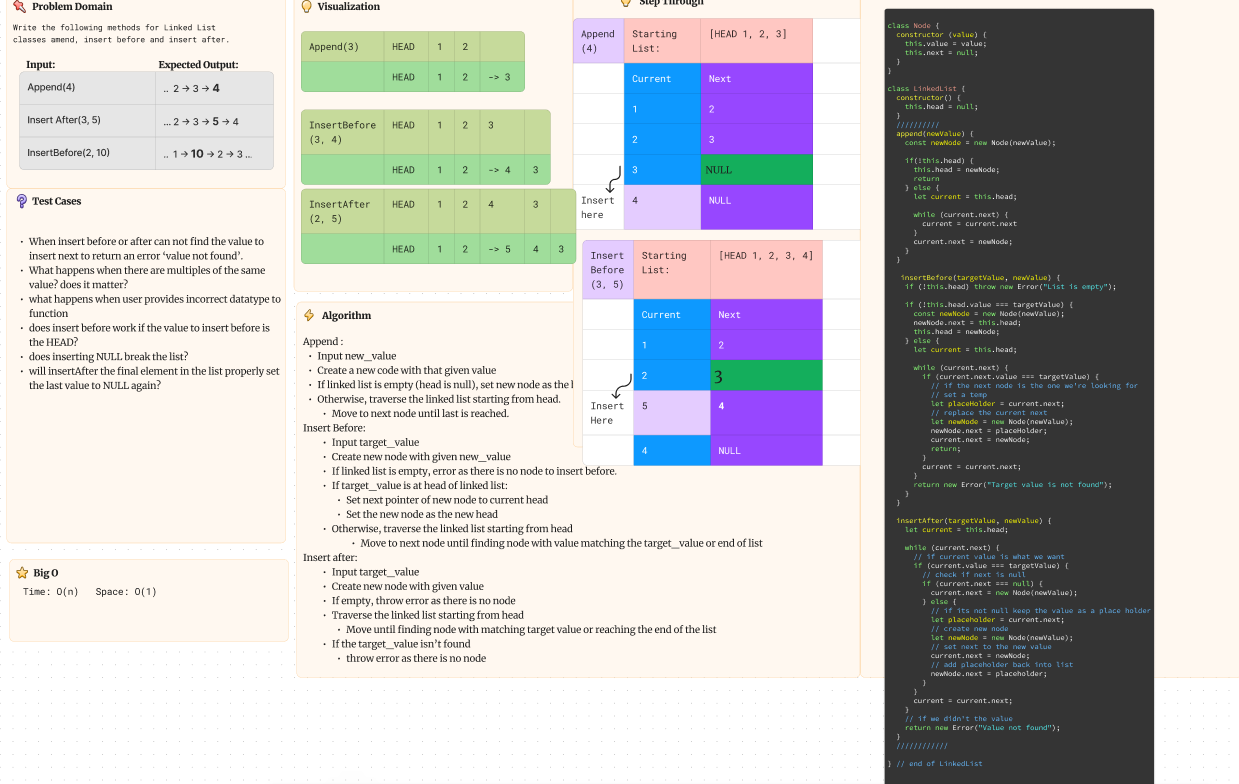 Problem Domain
Write the following methods for Linked List
classes amend, insert before and insert after.
Input: Expected Output:
Append(4) .. 2 → 3 → 4
Insert After(3, 5) ... 2 → 3 → 5 → 4
InsertBefore(2, 10) .. 1 → 10 → 2 → 3 ...
Test Cases
• When insert before or after can not find the value to
insert next to return an error ‘value not found’.
• What happens when there are multiples of the same
value? does it matter?
• what happens when user provides incorrect datatype to
function
• does insert before work if the value to insert before is
the HEAD?
• does inserting NULL break the list?
• will insertAfter the final element in the list properly set
the last value to NULL again?
Big O
Time: O(n) Space: O(1)
Visualization
Append(3) HEAD 1 2
HEAD 1 2 -> 3
InsertBefore HEAD 1 2 3
(3, 4)
HEAD 1 2 -> 4 3
InsertAfter HEAD 1 2 4 3
(2, 5)
HEAD 1 2 -> 5 4 3
Algorithm
Append :
• Input new_value
• Create a new code with that given value
• If linked list is empty (head is null), set new node as the l
• Otherwise, traverse the linked list starting from head.
• Move to next node until last is reached.
Insert Before:
• Input target_value
• Create new node with given new_value
• If linked list is empty, error as there is no node to insert before.
• If target_value is at head of linked list:
• Set next pointer of new node to current head
• Set the new node as the new head
• Otherwise, traverse the linked list starting from head
• Move to next node until finding node with value matching the target_value or end of list
Insert after:
• Input target_value
• Create new node with given value
• If empty, throw error as there is no node
• Traverse the linked list starting from head
• Move until finding node with matching target value or reaching the end of the list
• If the target_value isn’t found
• throw error as there is no node
Step Through
Append Starting [HEAD 1, 2, 3]
(4) List:
Current Next
1 2
2 3
3 NULL
Insert 4 NULL
here
Insert Starting [HEAD 1, 2, 3, 4]
Before List:
(3, 5)
Current Next
1 2
2 3
Insert 5 4
Here
4 NULL
class Node {
constructor (value) {
this.value = value;
this.next = null;
}
}
class LinkedList {
constructor() {
this.head = null;
}
//////////
append(newValue) {
const newNode = new Node(newValue);
if(!this.head) {
this.head = newNode;
return
} else {
let current = this.head;
while (current.next) {
current = current.next
}
current.next = newNode;
}
}
insertBefore(targetValue, newValue) {
if (!this.head) throw new Error("List is empty");
if (!this.head.value === targetValue) {
const newNode = new Node(newValue);
newNode.next = this.head;
this.head = newNode;
} else {
let current = this.head;
while (current.next) {
if (current.next.value === targetValue) {
// if the next node is the one we're looking for
// set a temp
let placeHolder = current.next;
// replace the current next
let newNode = new Node(newValue);
newNode.next = placeHolder;
current.next = newNode;
return;
}
current = current.next;
}
return new Error("Target value is not found");
}
}
insertAfter(targetValue, newValue) {
let current = this.head;
while (current.next) {
// if current value is what we want
if (current.value === targetValue) {
// check if next is null
if (current.next === null) {
current.next = new Node(newValue);
} else {
// if its not null keep the value as a place holder
let placeholder = current.next;
// create new node
let newNode = new Node(newValue);
// set next to the new value
current.next = newNode;
// add placeholder back into list
newNode.next = placeholder;
}
}
current = current.next;
}
// if we didn't the value
return new Error("Value not found");
}
////////////
} // end of LinkedList